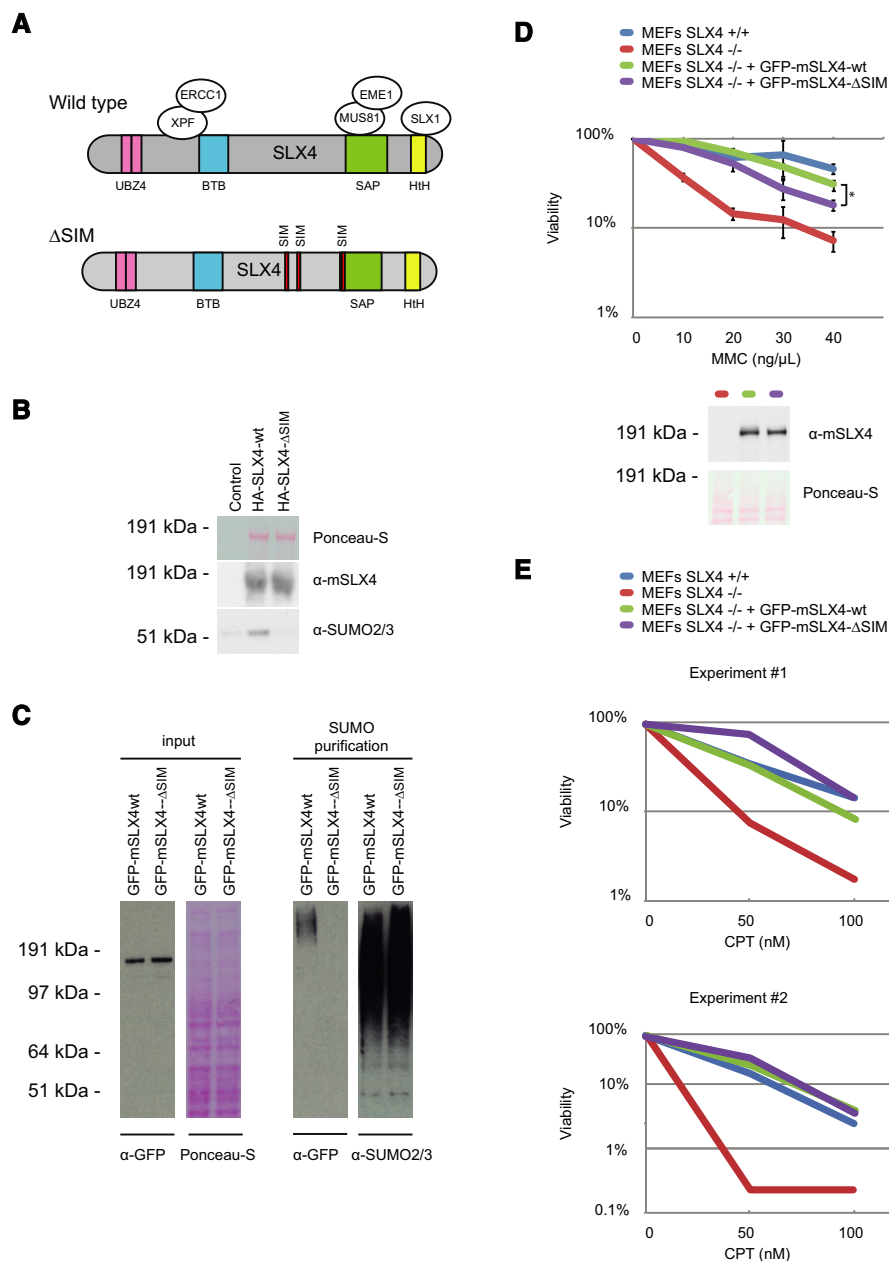 A
Wild type
ERCC1
XPF
EME1
MUS81
SLX1
SLX4
UBZ4
BTB
SAP
HtH
ΔSIM
SIM
SIM
SIM
SLX4
UBZ4
BTB
SAP
HtH
B
Control
HA-SLX4-wt
HA-SLX4-ΔSIM
191 kDa -
Ponceau-S
191 kDa -
α-mSLX4
51 kDa -
α-SUMO2/3
C
input
SUMO
purification
GFP-mSLX4wt
GFP-mSLX4--ΔSIM
GFP-mSLX4wt
GFP-mSLX4--ΔSIM
GFP-mSLX4wt
GFP-mSLX4--ΔSIM
GFP-mSLX4wt
GFP-mSLX4--ΔSIM
191 kDa -
97 kDa -
64 kDa -
51 kDa -
α-GFP
Ponceau-S
α-GFP
α-SUMO2/3
D
MEFs SLX4 +/+
MEFs SLX4 -/-
MEFs SLX4 -/- + GFP-mSLX4-wt
MEFs SLX4 -/- + GFP-mSLX4-ΔSIM
100%
10%
1%
Viability
*
0 10 20 30 40
MMC (ng/µL)
191 kDa -
α-mSLX4
191 kDa -
Ponceau-S
E
MEFs SLX4 +/+
MEFs SLX4 -/-
MEFs SLX4 -/- + GFP-mSLX4-wt
MEFs SLX4 -/- + GFP-mSLX4-ΔSIM
Experiment #1
100%
10%
1%
Viability
0 50 100
CPT (nM)
Experiment #2
100%
10%
1%
0.1%
Viability
0 50 100
CPT (nM)